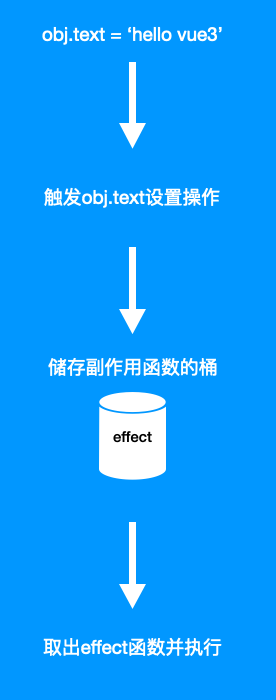 obj.text = ‘hello vue3’
触发obj.text设置操作
储存副作用函数的桶
effect
取出effect函数并执行